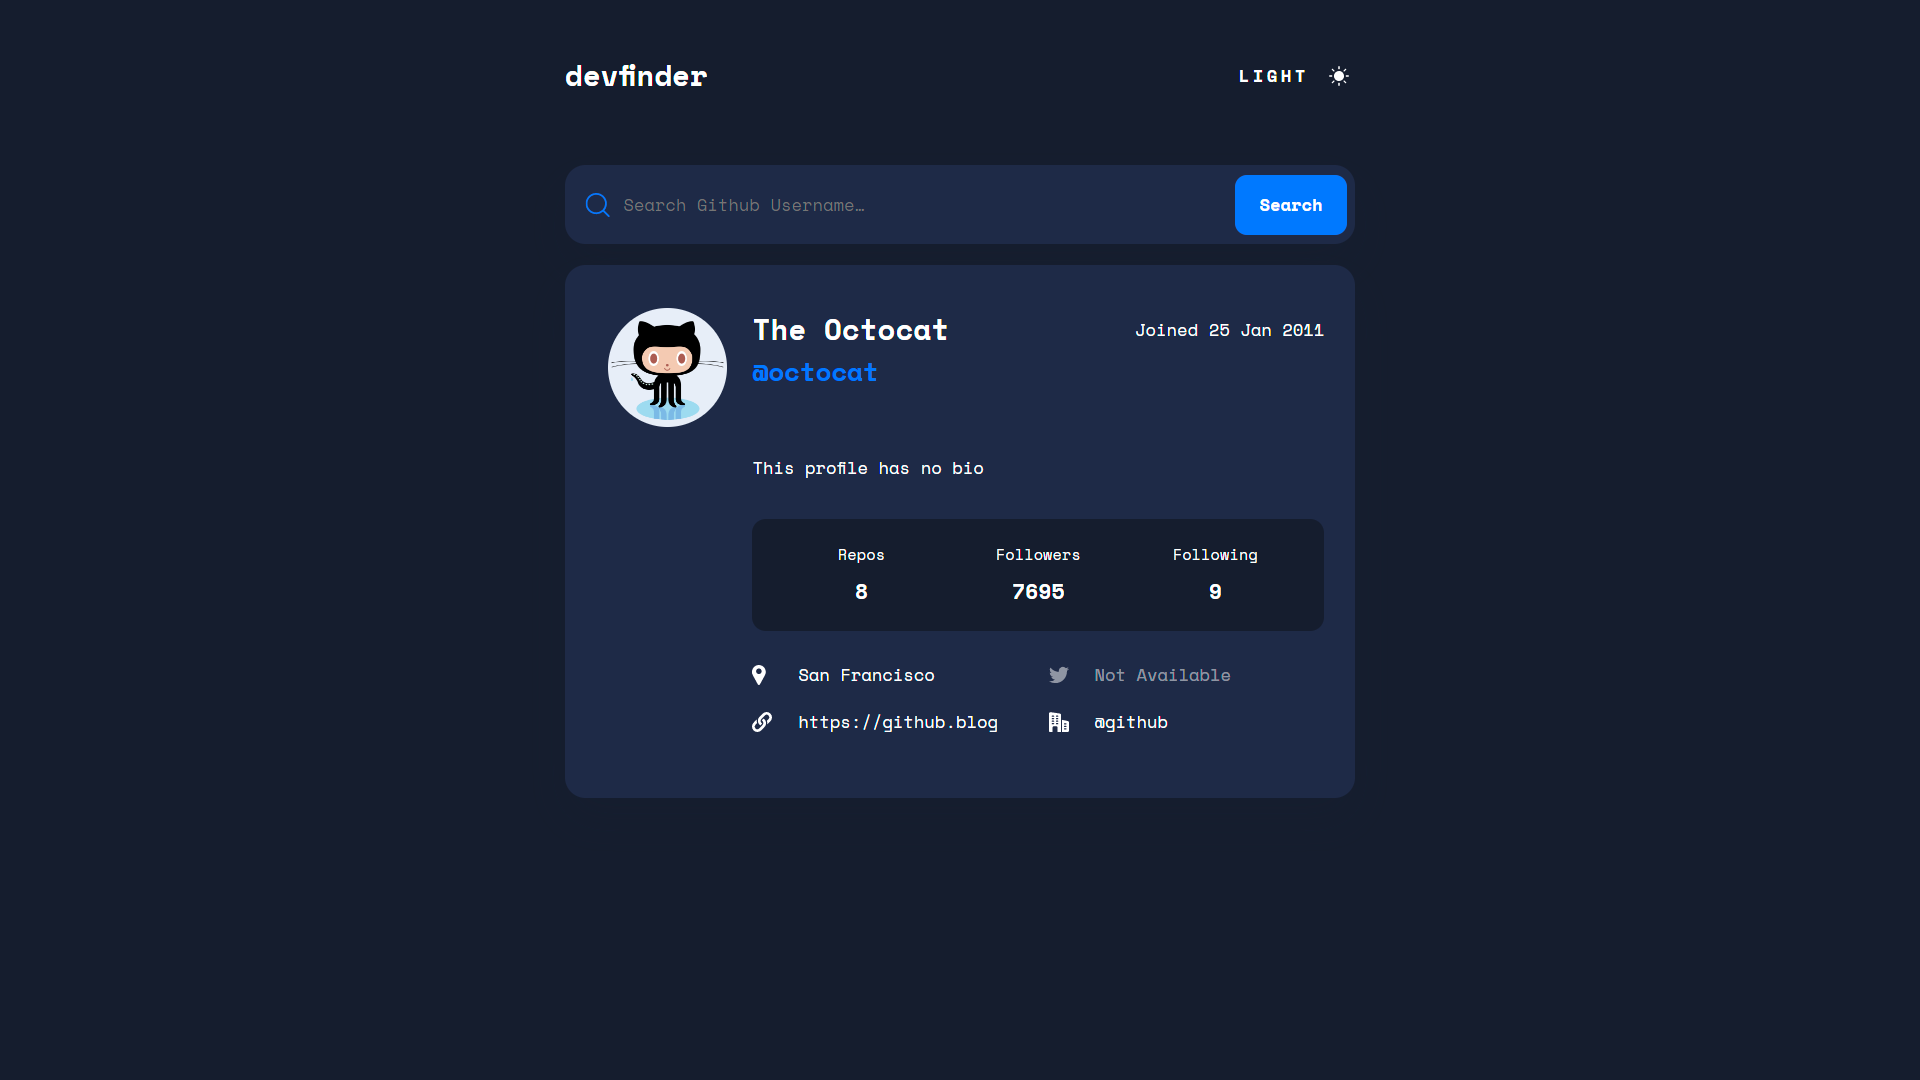 devfinder
LIGHT
Search Github Username…
Search
The Octocat
Joined 25 Jan 2011
@octocat
This profile has no bio
Repos
Followers
Following
8
7695
9
San Francisco
Not Available
https://github.blog
@github